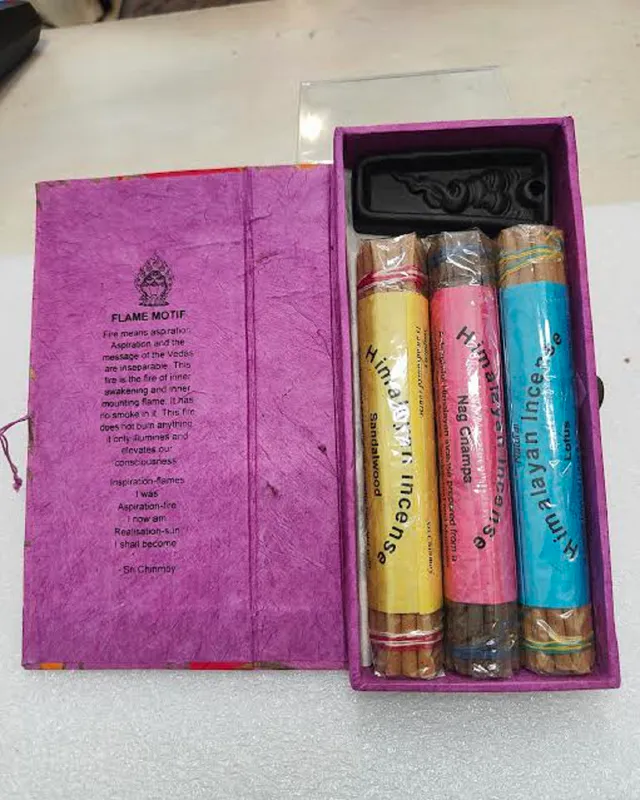 FLAME MOTIF
Fire means aspiration.
Aspiration and the
message of the Vedas
are inseparable. This
fire is the fire of inner
awakening and inner
mounting flame. It has
no smoke in it. This fire
does not burn anything
it only illumines and
elevates our
consciousness.
Inspiration-flames
I was
Aspiration-fire
I now am
Realisation-sun
I shall become
- Sri Chinmoy
Himalayan Incense
Sandalwood
Himalayan Incense
Nag Champa
Himalayan Incense
Lotus